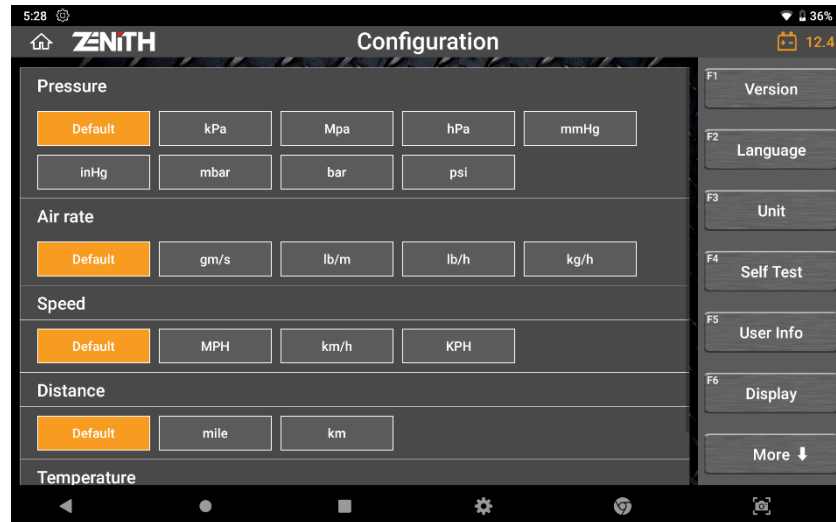 5:28 36%
ZENITH Configuration 12.4
Pressure
Default kPa Mpa hPa mmHg
inHg mbar bar psi
Air rate
Default gm/s lb/m lb/h kg/h
Speed
Default MPH km/h KPH
Distance
Default mile km
Temperature
F1 Version
F2 Language
F3 Unit
F4 Self Test
F5 User Info
F6 Display
More